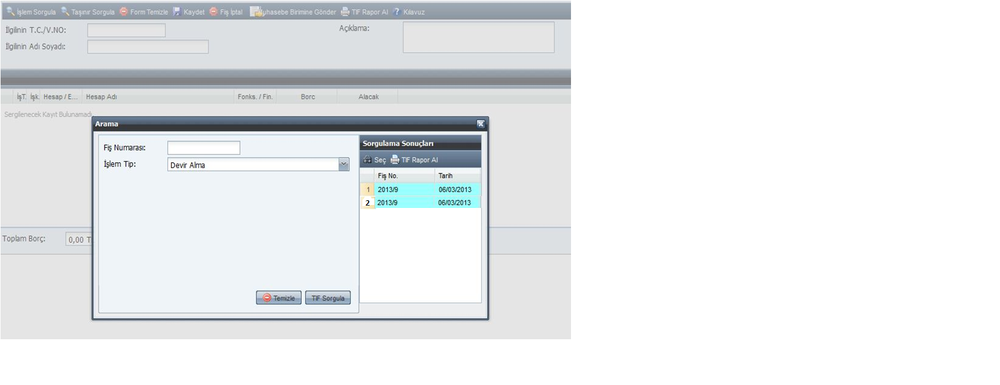 İşlem Sorgula Taşınır Sorgula Form Temizle Kaydet Fiş İptal Muhasebe Birimine Gönder TIF Rapor Al Kılavuz
İlgilinin T.C./V.NO: Açıklama:
İlgilinin Adı Soyadı:
İşT. İşk. Hesap / E... Hesap Adı Fonks. / Fin. Borc Alacak
Sergilenecek Kayıt Bulunamadı.
Arama
Fiş Numarası:
İşlem Tip: Devir Alma
Temizle TIF Sorgula
Sorgulama Sonuçları
Seç TIF Rapor Al
Fiş No. Tarih
1 2013/9 06/03/2013
2 2013/9 06/03/2013
Toplam Borç: 0,00 T